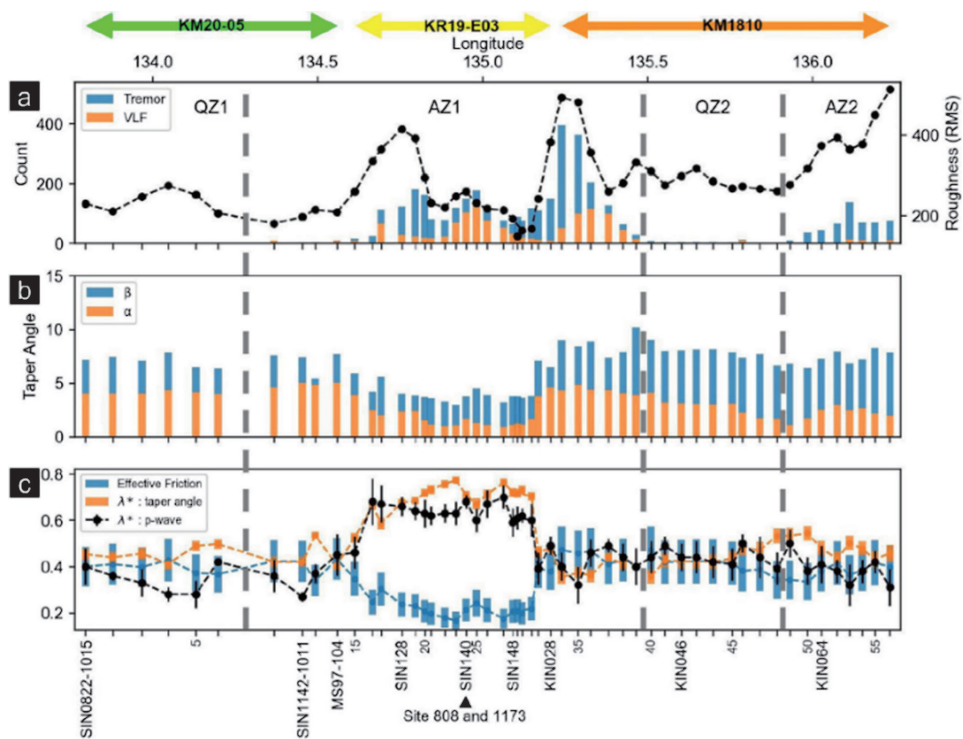 KM20-05 KR19-E03 KM1810
Longitude
134.0 134.5 135.0 135.5 136.0
a
Tremor
VLF
QZ1 AZ1 QZ2 AZ2
400
200
0
Count
400
200
Roughness (RMS)
b
β
α
15
10
5
0
Taper Angle
c
Effective Friction
λ* : taper angle
λ* : p-wave
0.8
0.6
0.4
0.2
SIN0822-1015 5 SIN1142-1011 MS97-104 15 SIN128 20 SIN140 25 SIN148 KIN028 35 40 KIN046 45 50 KIN064 55
Site 808 and 1173